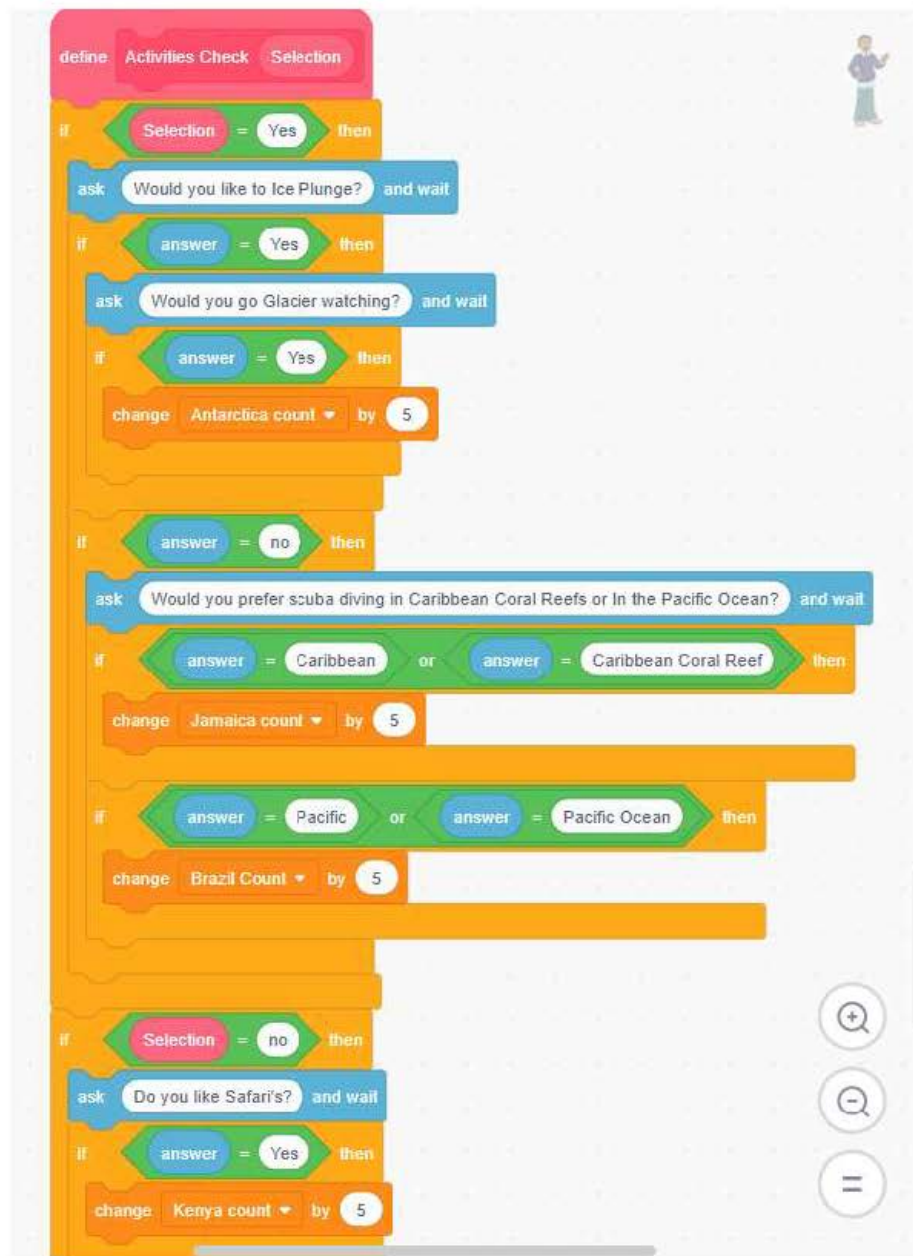 define Activities Check Selection
if Selection = Yes then
ask Would you like to Ice Plunge? and wait
if answer = Yes then
ask Would you go Glacier watching? and wait
if answer = Yes then
change Antarctica count by 5
if answer = no then
ask Would you prefer scuba diving in Caribbean Coral Reefs or In the Pacific Ocean? and wait
if answer = Caribbean or answer = Caribbean Coral Reef then
change Jamaica count by 5
if answer = Pacific or answer = Pacific Ocean then
change Brazil Count by 5
if Selection = no then
ask Do you like Safari's? and wait
if answer = Yes then
change Kenya count by 5